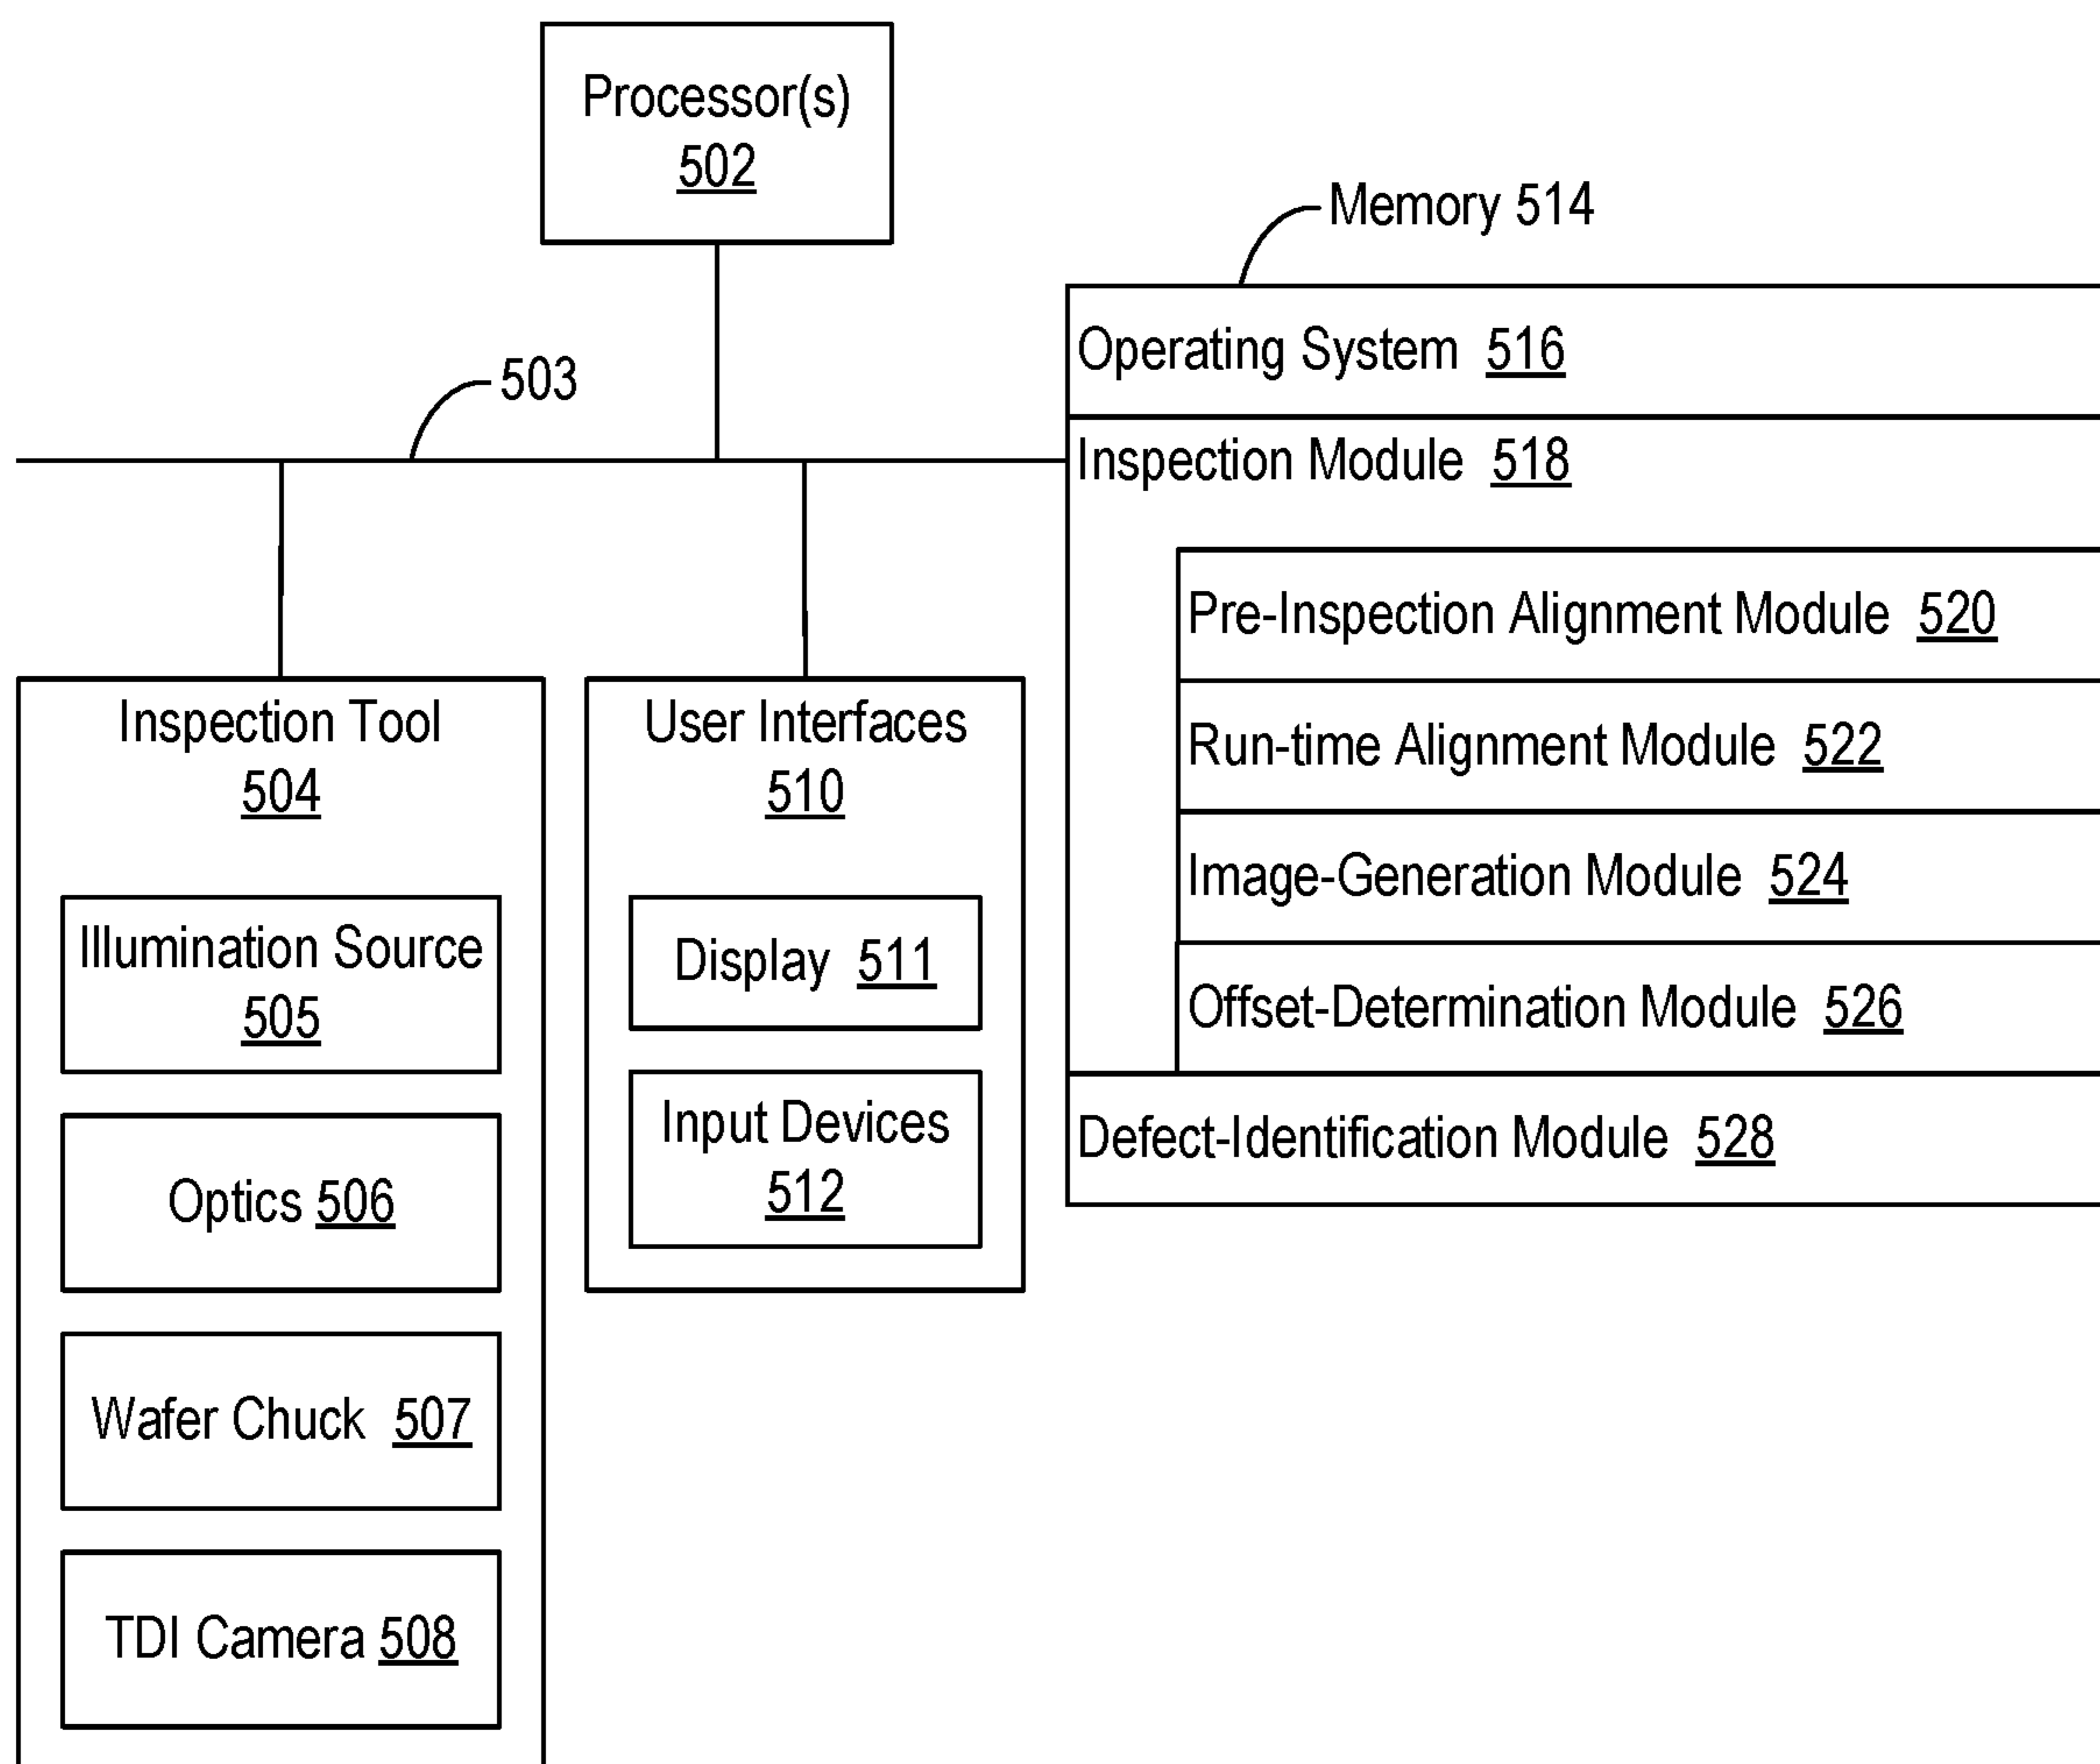 Processor(s)
502
Memory 514
503
Operating System 516
Inspection Module 518
Pre-Inspection Alignment Module 520
Run-time Alignment Module 522
Image-Generation Module 524
Offset-Determination Module 526
Defect-Identification Module 528
Inspection Tool
504
Illumination Source
505
Optics 506
Wafer Chuck 507
TDI Camera 508
User Interfaces
510
Display 511
Input Devices
512